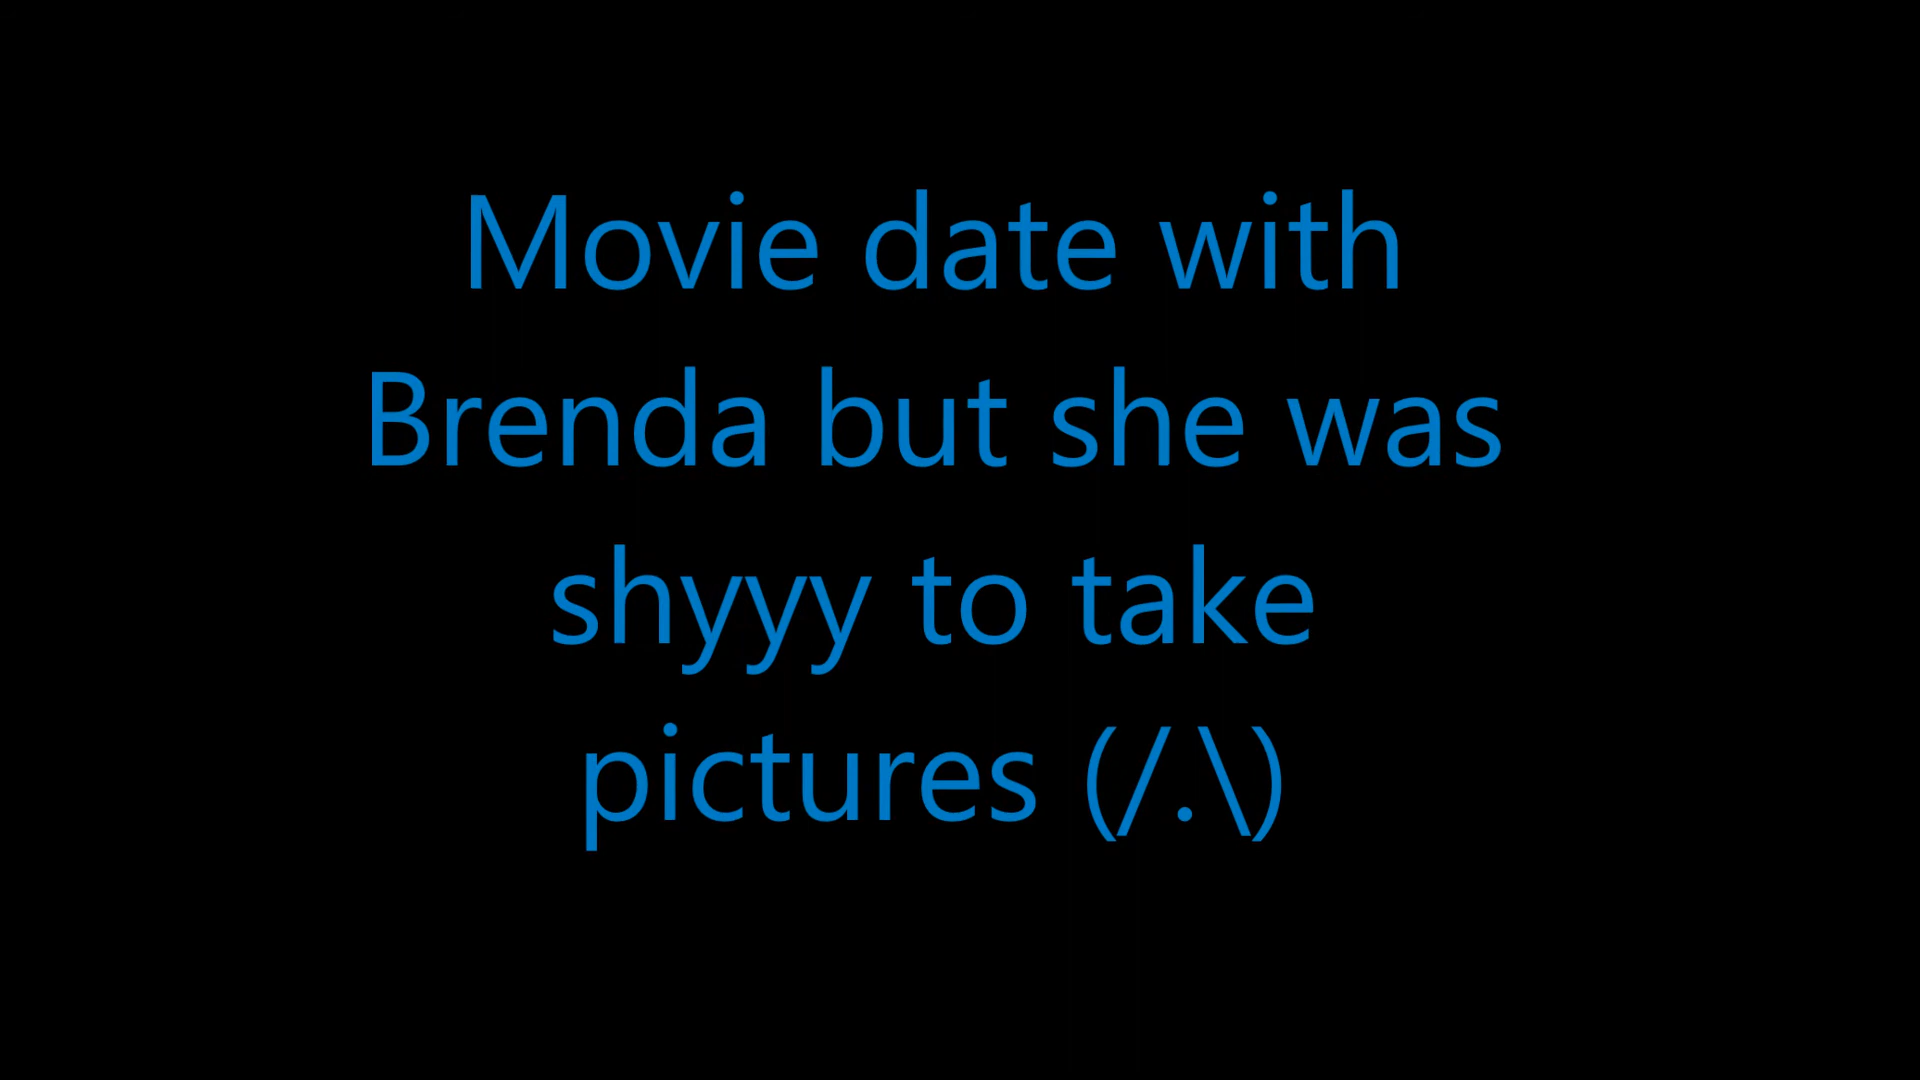 Movie date with
Brenda but she was
shyyy to take
pictures (/.\)